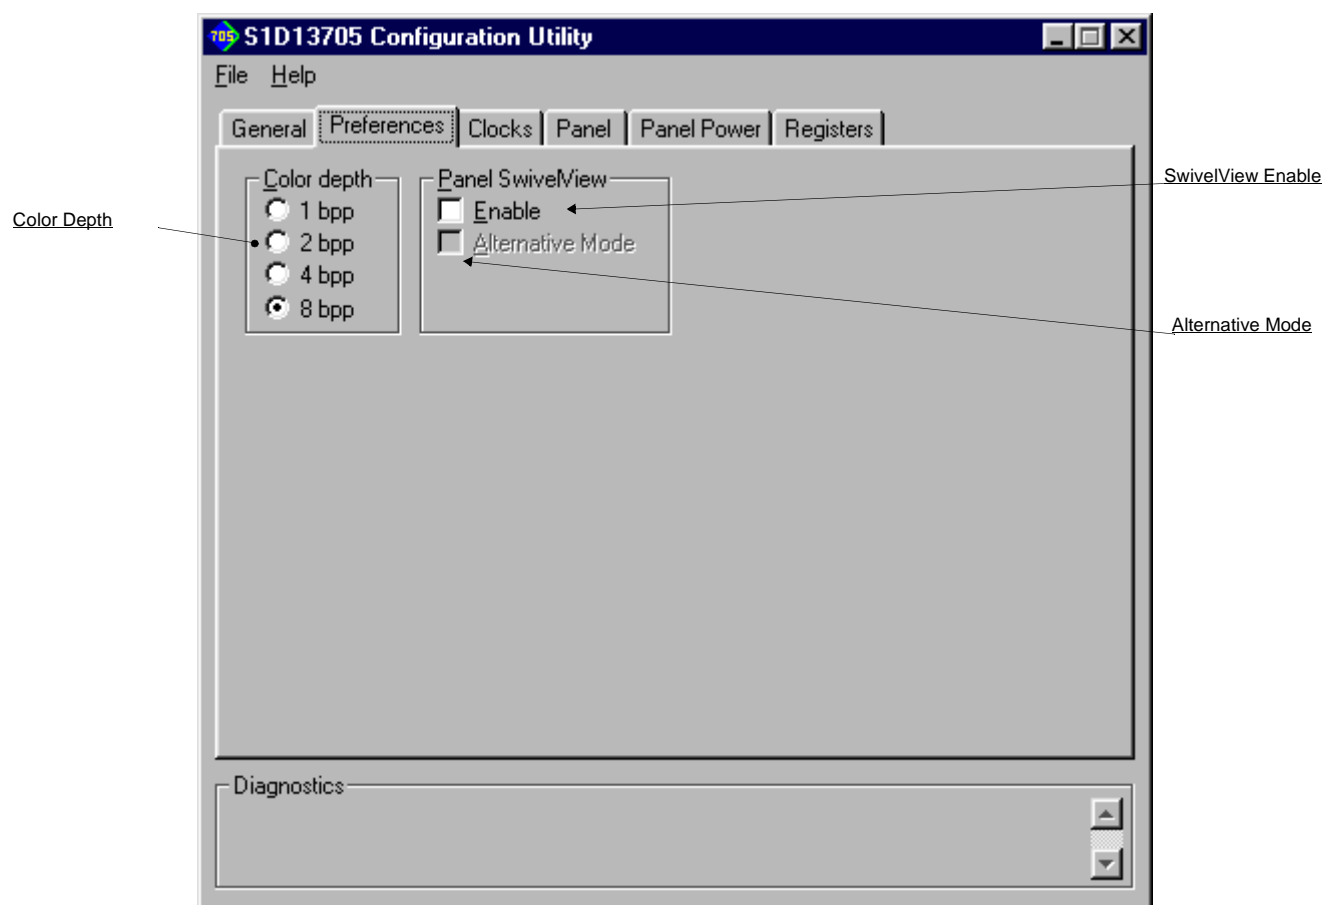 705 S1D13705 Configuration Utility
File Help
General Preferences Clocks Panel Panel Power Registers
Color depth
1 bpp
2 bpp
4 bpp
8 bpp
Panel SwivelView
Enable
Alternative Mode
SwivelView Enable
Color Depth
Alternative Mode
Diagnostics